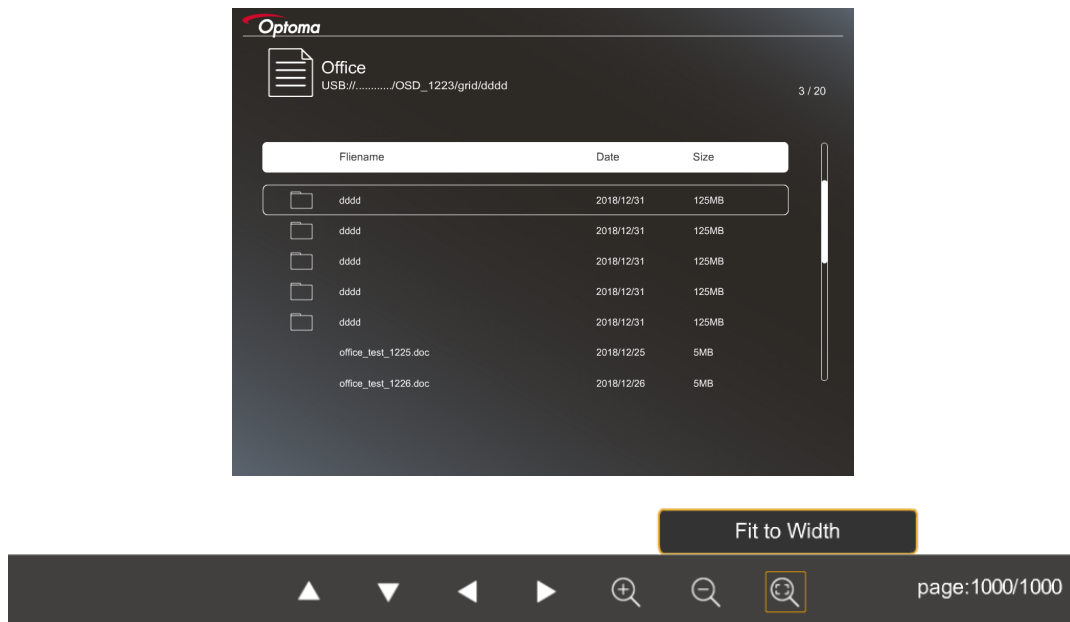 Optoma
Office
USB://............/OSD_1223/grid/dddd
3 / 20
Fliename Date Size
dddd 2018/12/31 125MB
dddd 2018/12/31 125MB
dddd 2018/12/31 125MB
dddd 2018/12/31 125MB
dddd 2018/12/31 125MB
office_test_1225.doc 2018/12/25 5MB
office_test_1226.doc 2018/12/26 5MB
Fit to Width
page:1000/1000